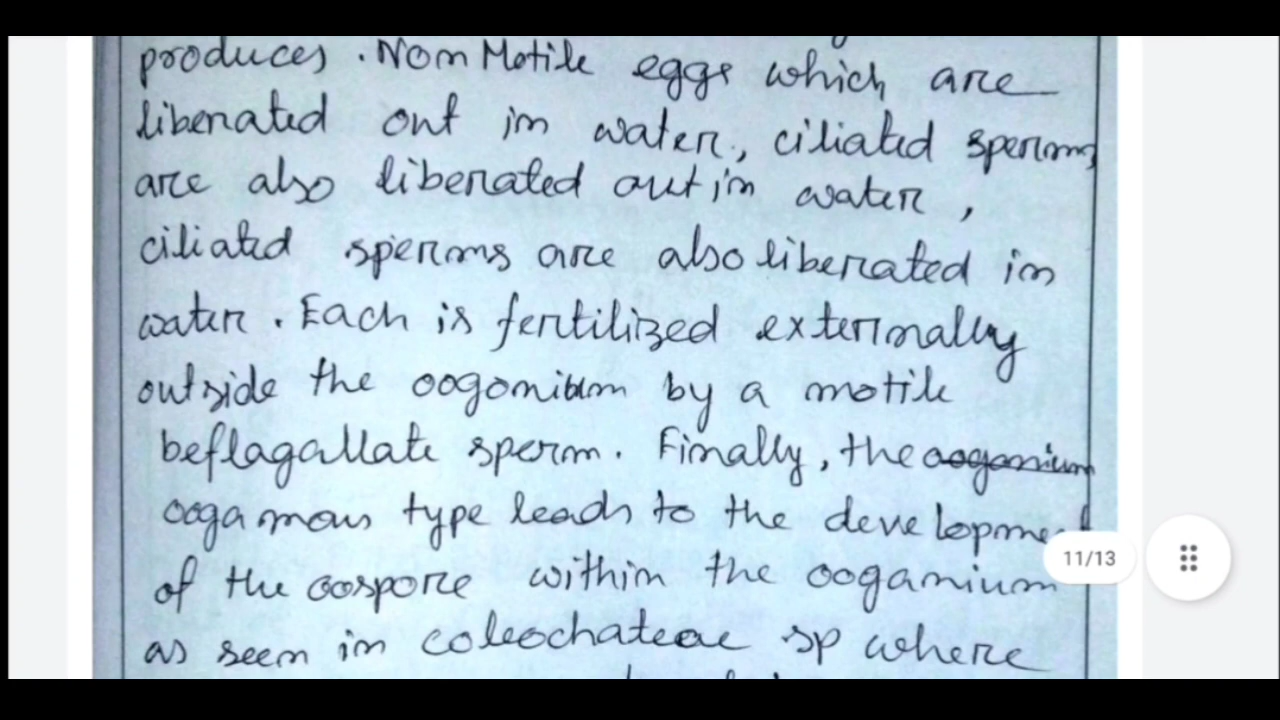 produces. Non Motile eggs which are
liberated out in water, ciliated sperms
are also liberated out in water,
ciliated sperms are also liberated in
water. Each is fertilized externally
outside the oogonium by a motile
beflagallate sperm. Finally, the oogonium
ooga mous type leads to the development
of the oospore within the oogamium
as seen in coleochateae sp where
11/13